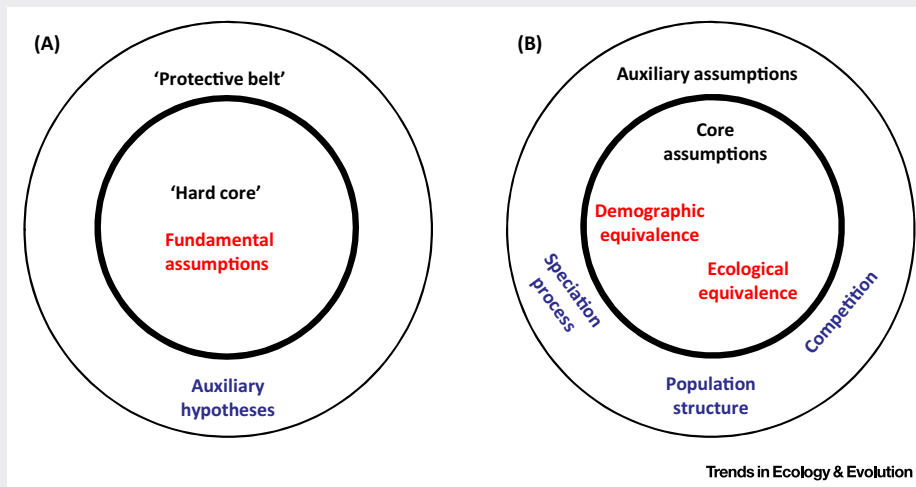 (A)
‘Protective belt’
‘Hard core’
Fundamental
assumptions
Auxiliary
hypotheses
(B)
Auxiliary assumptions
Core
assumptions
Demographic
equivalence
Ecological
equivalence
Speciation
process
Population
structure
Competition
Trends in Ecology & Evolution